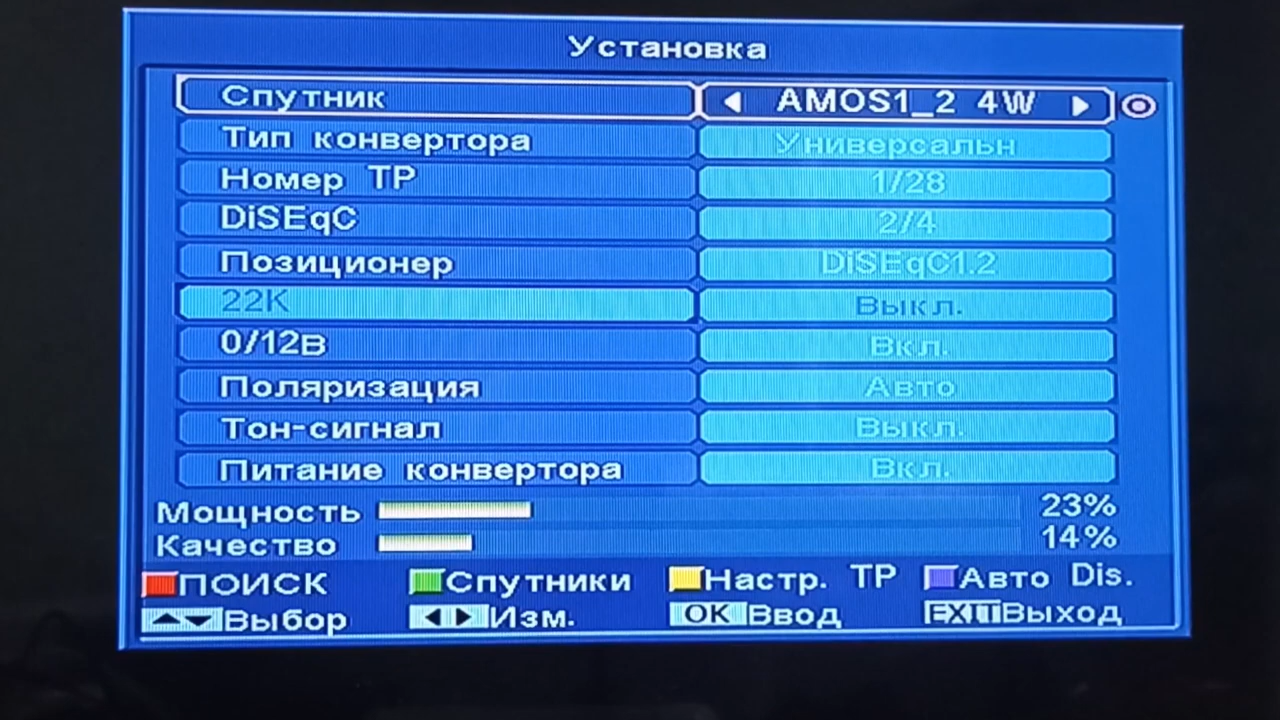 Установка
Спутник AMOS1_2 4W
Тип конвертора Универсальн
Номер TP 1/28
DiSEqC 2/4
Позиционер DiSEqC1.2
22K Выкл.
0/12В Вкл.
Поляризация Авто
Тон-сигнал Выкл.
Питание конвертора Вкл.
Мощность 23%
Качество 14%
ПОИСК Спутники Настр. TP Авто Dis.
Выбор Изм. OK Ввод EXIT Выход